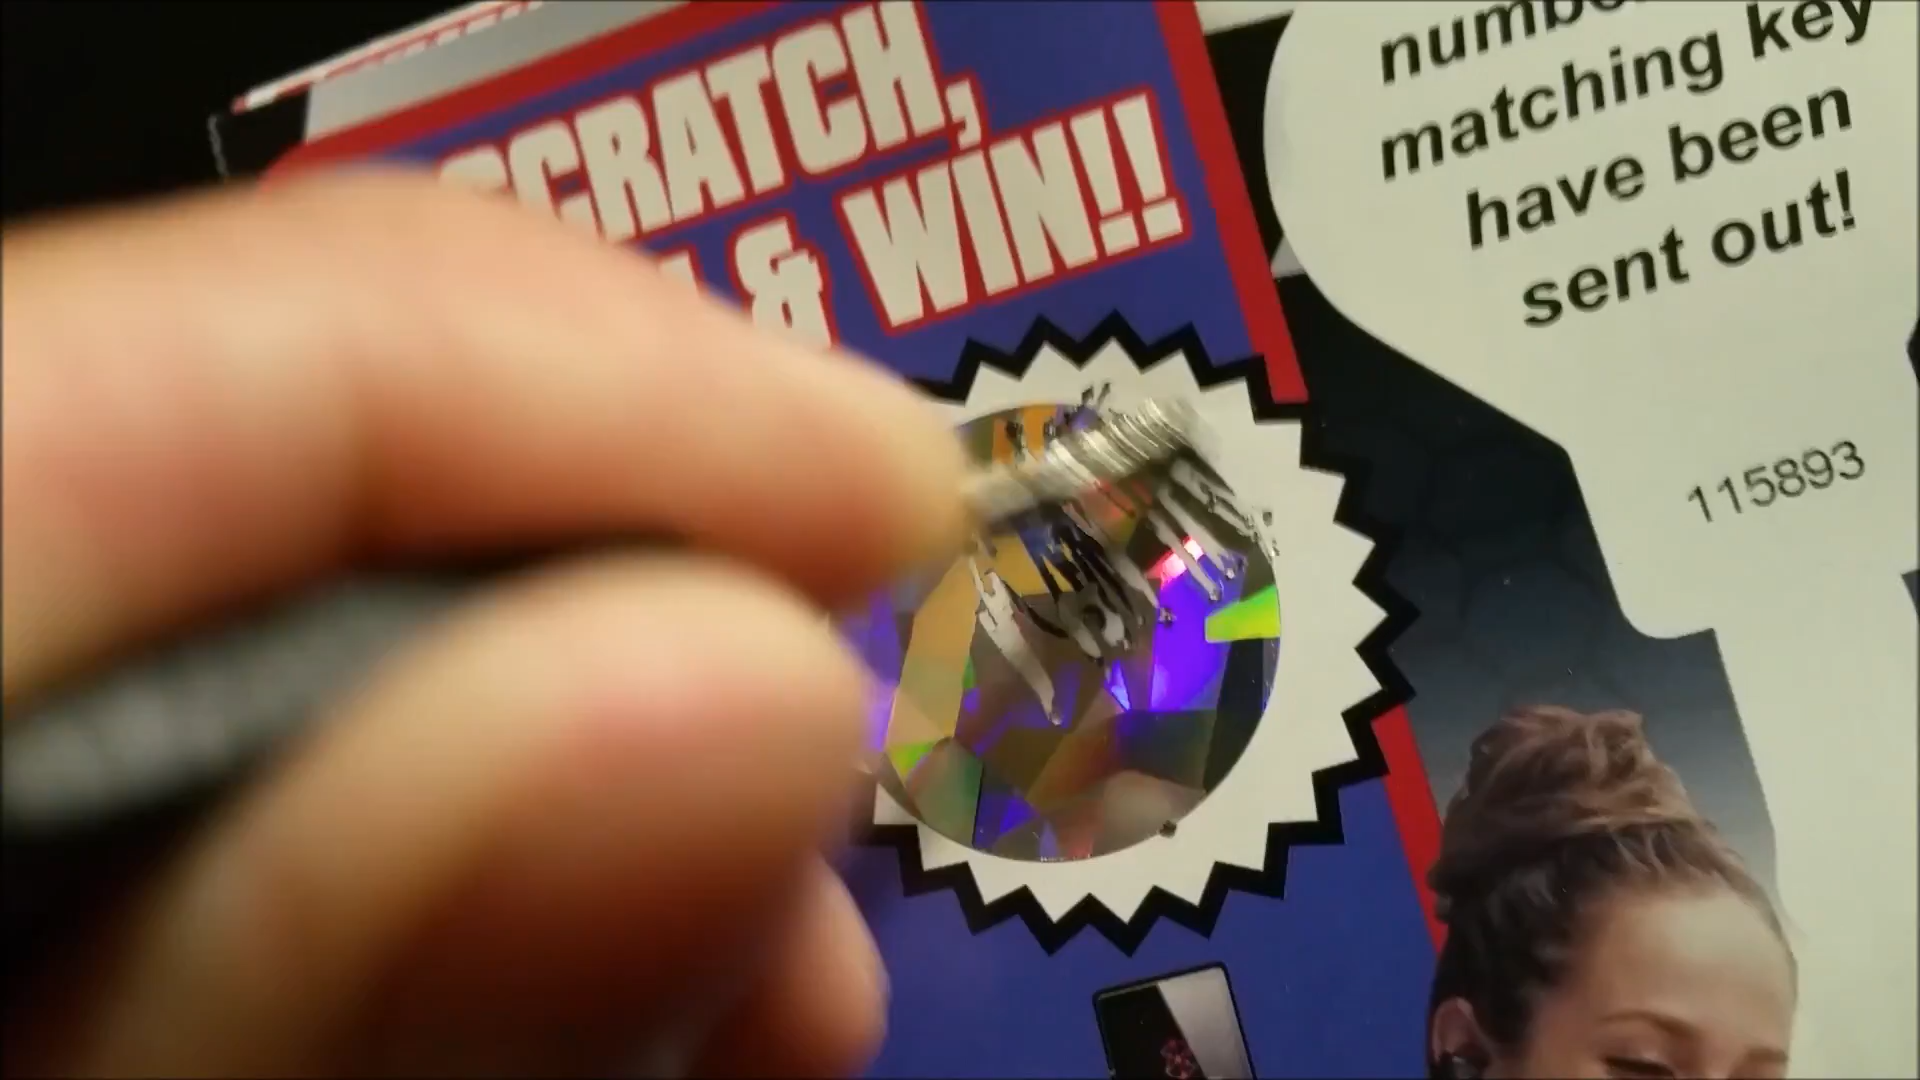 SCRATCH,
& WIN!!
matching key
have been
sent out!
115893